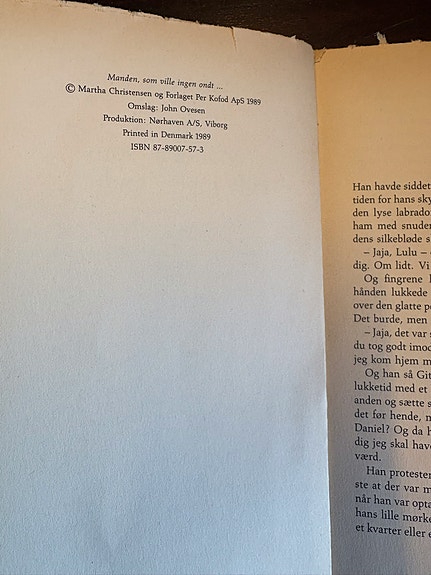 Manden, som ville ingen ondt ...
© Martha Christensen og Forlaget Per Kofod ApS 1989
Omslag: John Ovesen
Produktion: Nørhaven A/S, Viborg
Printed in Denmark 1989
ISBN 87-89007-57-3
Han havde siddet
tiden for hans sky
den lyse labrador
ham med snuden
dens silkebløde s
– Jaja, Lulu –
dig. Om lidt. Vi
Og fingrene l
hånden lukkede
over den glatte p
Det burde, men
– Jaja, det var s
du tog godt imod
jeg kom hjem m
Og han så Git
lukketid med et
anden og sætte s
det før hende, m
Daniel? Og da h
dig jeg skal have
værd.
Han protester
ste at der var m
når han var opta
hans lille mørke
et kvarter eller e